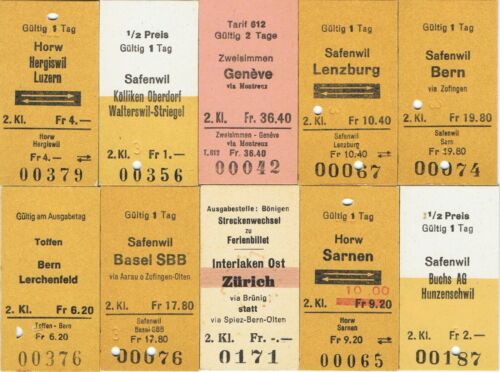 Gültig 1 Tag
Horw
Hergiswil
Luzern
2. Kl. Fr 4.—
Horw
Hergiswil
Fr 4.—
00379
1/2 Preis
Gültig 1 Tag
Safenwil
Kölliken Oberdorf
Walterswil-Striegel
2. Kl. Fr 1.—
00356
Tarif 612
Gültig 2 Tage
Zweisimmen
Genève
via Montreux
2. Kl. Fr 36.40
Zweisimmen - Genève
via Montreux
T.612 Fr 36.40
00042
Gültig 1 Tag
Safenwil
Lenzburg
2. Kl. Fr 10.40
Safenwil
Lenzburg
Fr 10.40
00067
Gültig 1 Tag
Safenwil
Bern
via Zofingen
2. Kl. Fr 19.80
Safenwil
Bern
Fr 19.80
00074
Gültig am Ausgabetag
Toffen
Bern
Lerchenfeld
2. Kl. Fr 6.20
Toffen - Bern
Fr 6.20
00376
Gültig 1 Tag
Safenwil
Basel SBB
via Aarau o Zofingen-Olten
2. Kl. Fr 17.80
Safenwil
Basel SBB
Fr 17.80
00076
Ausgabestelle: Bönigen
Streckenwechsel
zu
Ferienbillet
Interlaken Ost
Zürich
via Brünig
statt
via Spiez-Bern-Olten
2. Kl. Fr -.—
0171
Gültig 1 Tag
Horw
Sarnen
10.00
2. Kl. Fr 9.20
Horw
Sarnen
Fr 9.20
00065
1/2 Preis
Gültig 1 Tag
Safenwil
Buchs AG
Hunzenschwil
2. Kl. Fr 2.—
00187